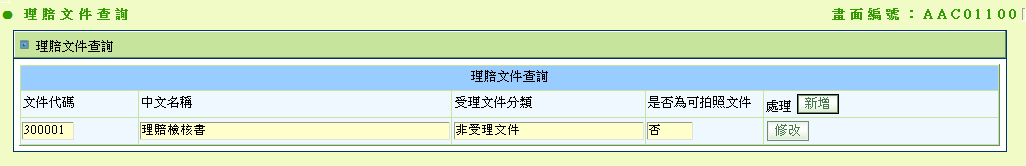 理賠文件查詢 畫面編號：AAC01100
理賠文件查詢
理賠文件查詢
文件代碼 中文名稱 受理文件分類 是否為可拍照文件 處理 新增
300001 理賠檢核書 非受理文件 否 修改